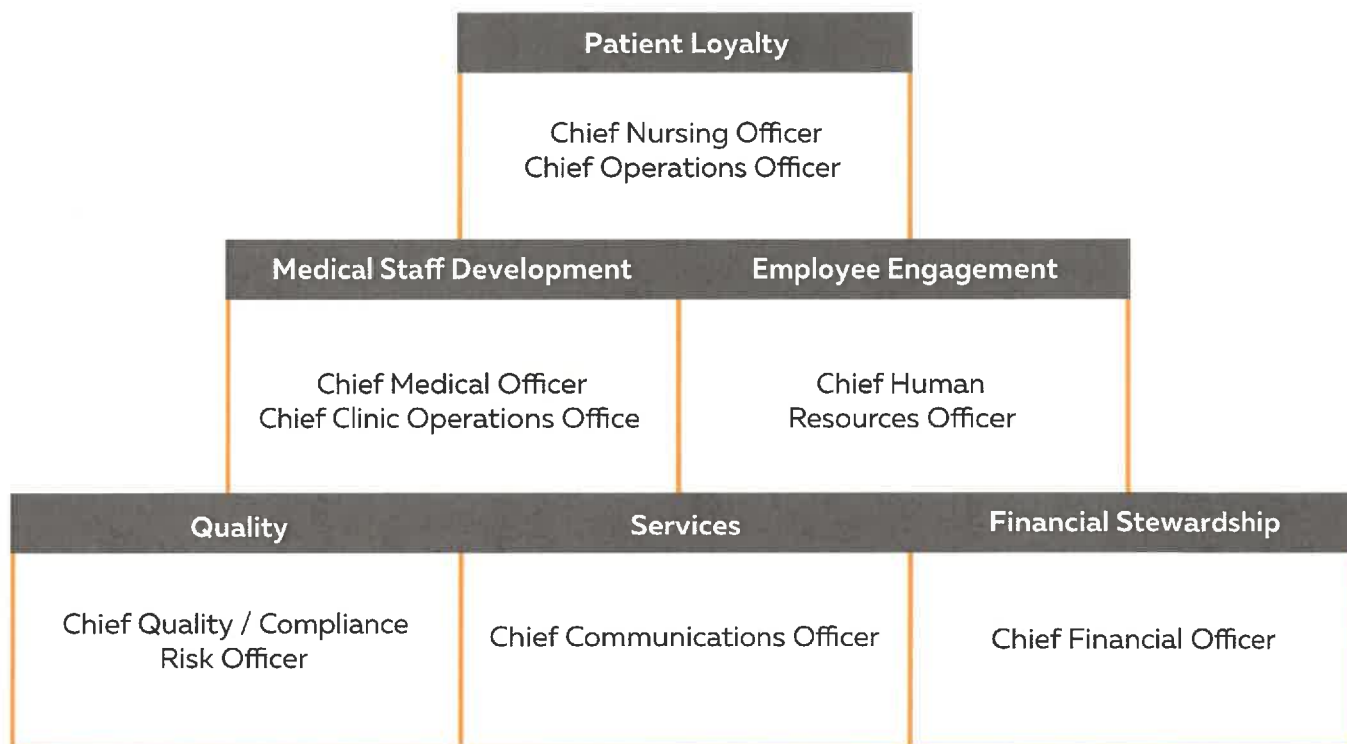 Patient Loyalty
Chief Nursing Officer
Chief Operations Officer
Medical Staff Development
Employee Engagement
Chief Medical Officer
Chief Clinic Operations Office
Chief Human
Resources Officer
Quality
Services
Financial Stewardship
Chief Quality / Compliance
Risk Officer
Chief Communications Officer
Chief Financial Officer